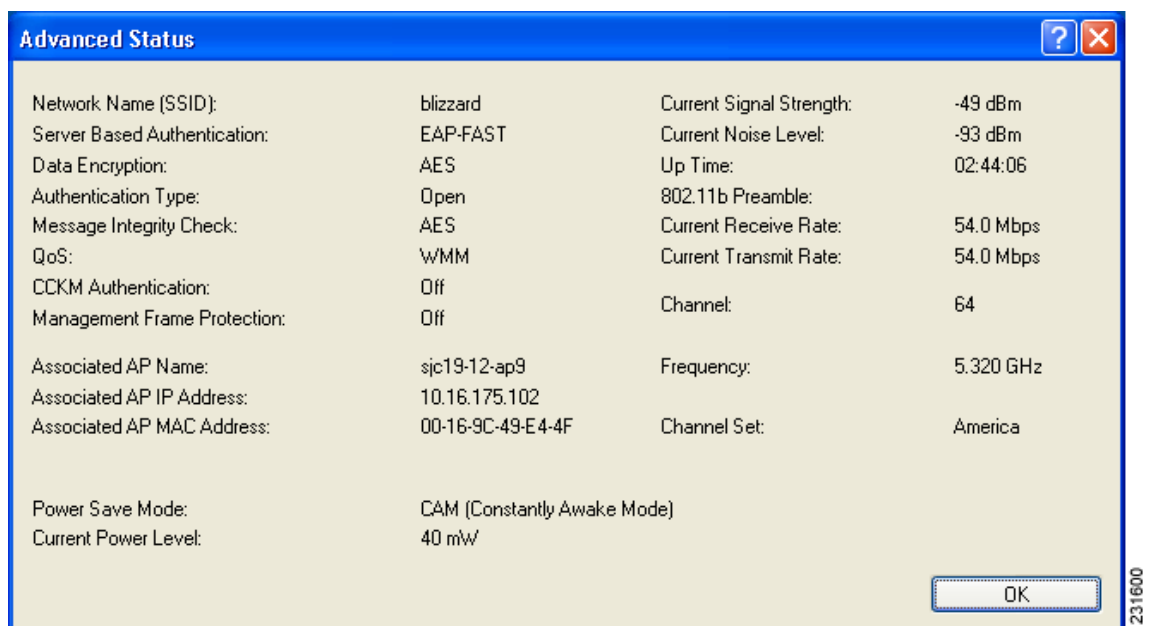 Advanced Status
Network Name (SSID): blizzard Current Signal Strength: -49 dBm
Server Based Authentication: EAP-FAST Current Noise Level: -93 dBm
Data Encryption: AES Up Time: 02:44:06
Authentication Type: Open 802.11b Preamble:
Message Integrity Check: AES Current Receive Rate: 54.0 Mbps
QoS: WMM Current Transmit Rate: 54.0 Mbps
CCKM Authentication: Off
Channel: 64
Management Frame Protection: Off
Associated AP Name: sjc19-12-ap9 Frequency: 5.320 GHz
Associated AP IP Address: 10.16.175.102
Associated AP MAC Address: 00-16-9C-49-E4-4F Channel Set: America
Power Save Mode: CAM (Constantly Awake Mode)
Current Power Level: 40 mW
OK
231600